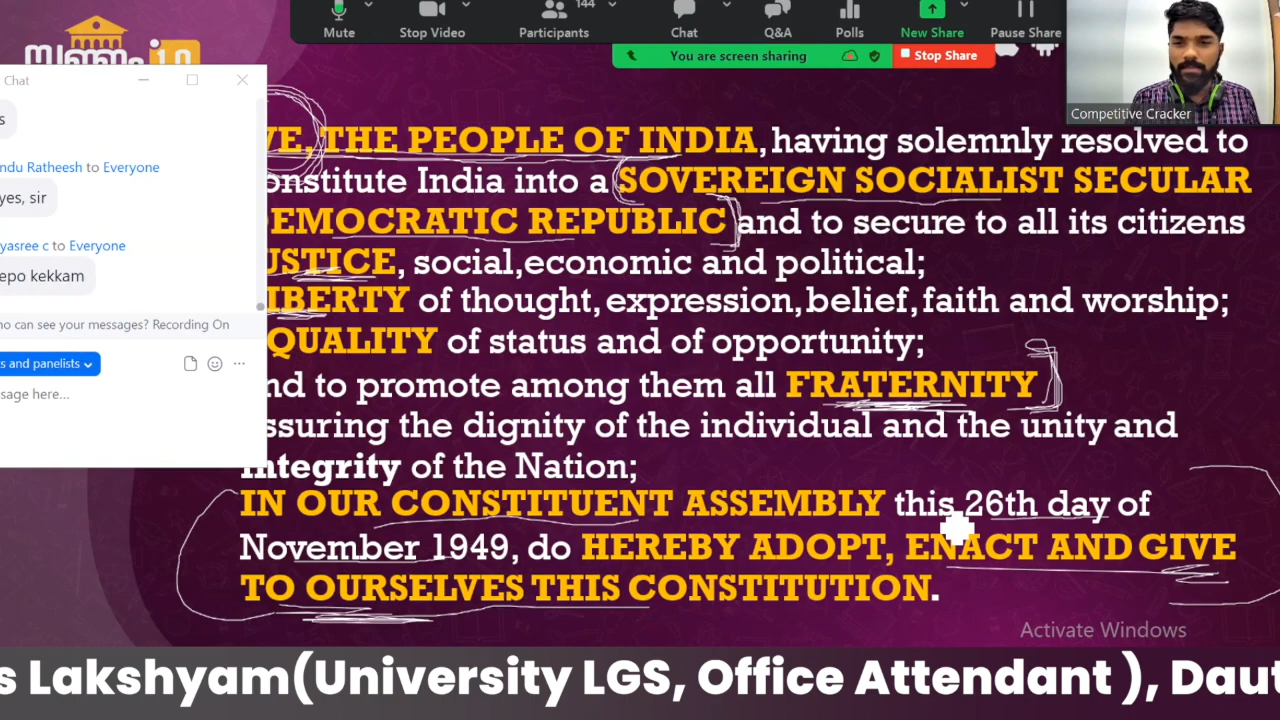 144
Mute
Stop Video
Participants
Chat
Q&A
Polls
New Share
Pause Share
You are screen sharing
Stop Share
Competitive Cracker
സ്വന്തം.in
Chat
s
ndu Ratheesh to Everyone
yes, sir
yasree c to Everyone
epo kekkam
ho can see your messages? Recording On
s and panelists
sage here...
WE, THE PEOPLE OF INDIA, having solemnly resolved to
onstitute India into a SOVEREIGN SOCIALIST SECULAR
DEMOCRATIC REPUBLIC and to secure to all its citizens
USTICE, social,economic and political;
IBERTY of thought, expression, belief, faith and worship;
QUALITY of status and of opportunity;
nd to promote among them all FRATERNITY
ssuring the dignity of the individual and the unity and
integrity of the Nation;
IN OUR CONSTITUENT ASSEMBLY this 26th day of
November 1949, do HEREBY ADOPT, ENACT AND GIVE
TO OURSELVES THIS CONSTITUTION.
Activate Windows
s Lakshyam(University LGS, Office Attendant ), Daut